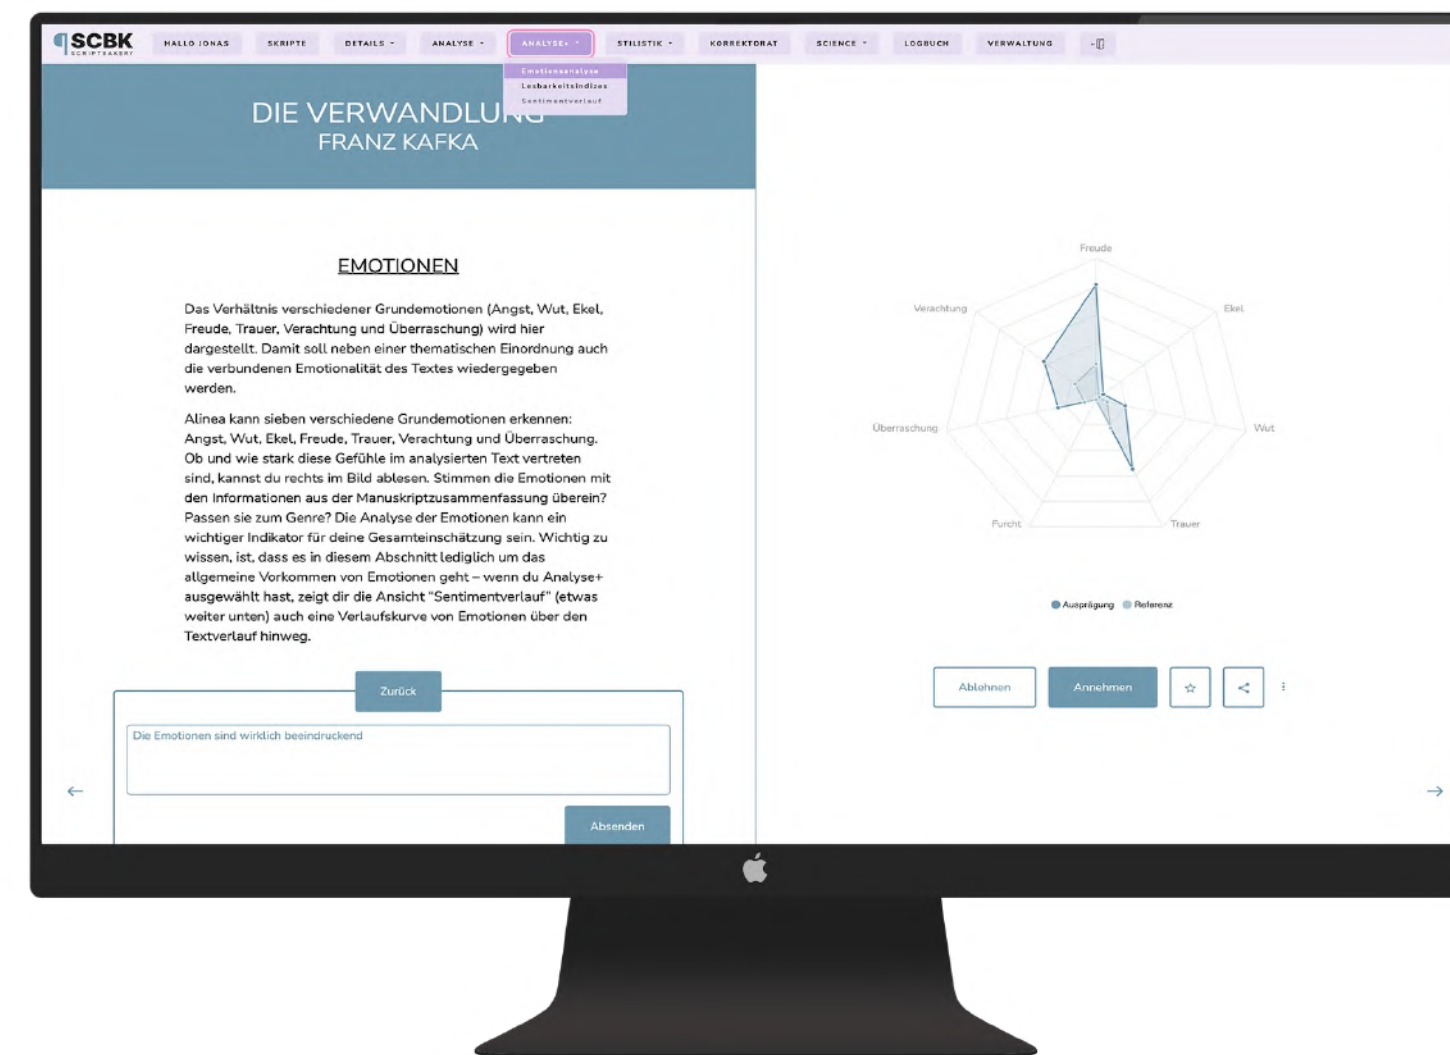 SCBK
SCRIPTBAKERY
HALLO JONAS
SKRIPTE
DETAILS
ANALYSE
ANALYSE+
STILISTIK
KORREKTORAT
SCIENCE
LOGBUCH
VERWALTUNG
Emotionsanalyse
Lesbarkeitsindizes
Sentimentverlauf
DIE VERWANDLUNG
FRANZ KAFKA
EMOTIONEN
Das Verhältnis verschiedener Grundemotionen (Angst, Wut, Ekel,
Freude, Trauer, Verachtung und Überraschung) wird hier
dargestellt. Damit soll neben einer thematischen Einordnung auch
die verbundenen Emotionalität des Textes wiedergegeben
werden.
Alinea kann sieben verschiedene Grundemotionen erkennen:
Angst, Wut, Ekel, Freude, Trauer, Verachtung und Überraschung.
Ob und wie stark diese Gefühle im analysierten Text vertreten
sind, kannst du rechts im Bild ablesen. Stimmen die Emotionen mit
den Informationen aus der Manuskriptzusammenfassung überein?
Passen sie zum Genre? Die Analyse der Emotionen kann ein
wichtiger Indikator für deine Gesamteinschätzung sein. Wichtig zu
wissen, ist, dass es in diesem Abschnitt lediglich um das
allgemeine Vorkommen von Emotionen geht – wenn du Analyse+
ausgewählt hast, zeigt dir die Ansicht "Sentimentverlauf" (etwas
weiter unten) auch eine Verlaufskurve von Emotionen über den
Textverlauf hinweg.
Zurück
Die Emotionen sind wirklich beeindruckend
Absenden
Freude
Verachtung
Ekel
Überraschung
Wut
Furcht
Trauer
Ausprägung
Referenz
Ablehnen
Annehmen